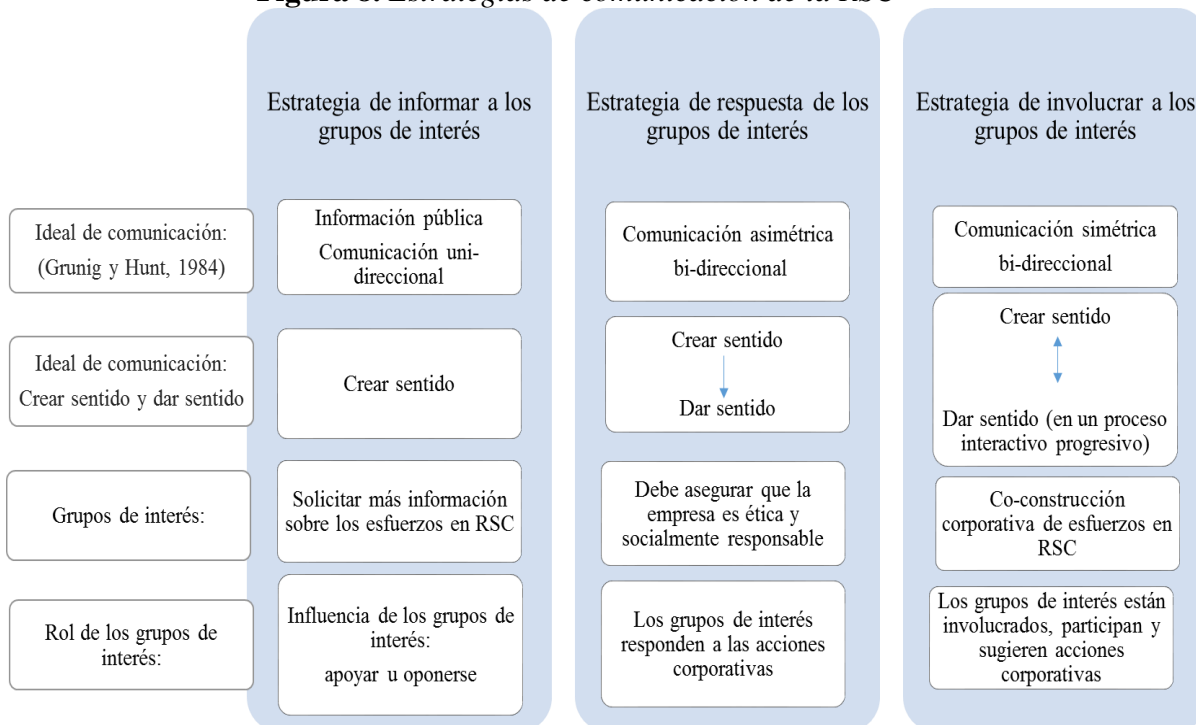 Figura 8. Estrategias de comunicación de la RSC
Estrategia de informar a los
grupos de interés
Estrategia de respuesta de los
grupos de interés
Estrategia de involucrar a los
grupos de interés
Ideal de comunicación:
(Grunig y Hunt, 1984)
Información pública
Comunicación uni-
direccional
Comunicación asimétrica
bi-direccional
Comunicación simétrica
bi-direccional
Ideal de comunicación:
Crear sentido y dar sentido
Crear sentido
Crear sentido
Dar sentido
Crear sentido
Dar sentido (en un proceso
interactivo progresivo)
Grupos de interés:
Solicitar más información
sobre los esfuerzos en RSC
Debe asegurar que la
empresa es ética y
socialmente responsable
Co-construcción
corporativa de esfuerzos en
RSC
Rol de los grupos de
interés:
Influencia de los grupos de
interés:
apoyar u oponerse
Los grupos de interés
responden a las acciones
corporativas
Los grupos de interés están
involucrados, participan y
sugieren acciones
corporativas